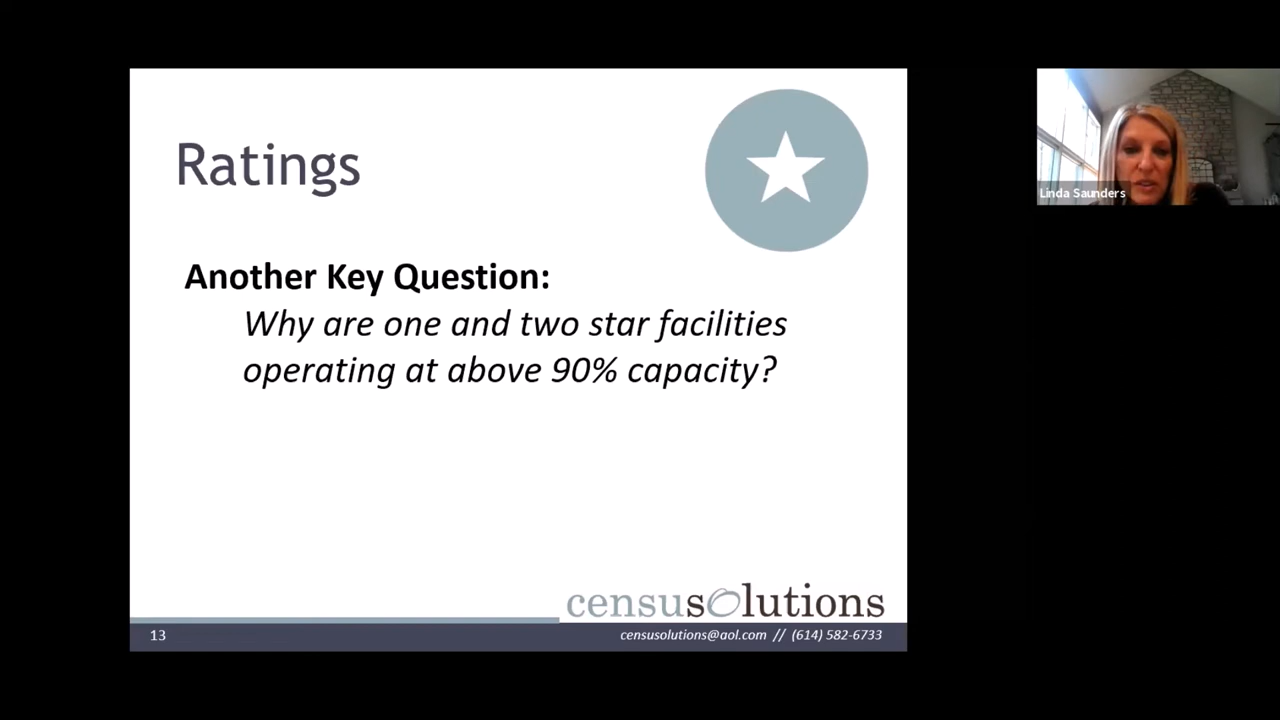 Ratings
Another Key Question:
Why are one and two star facilities
operating at above 90% capacity?
Linda Saunders
censusolutions
13
censusolutions@aol.com // (614) 582-6733